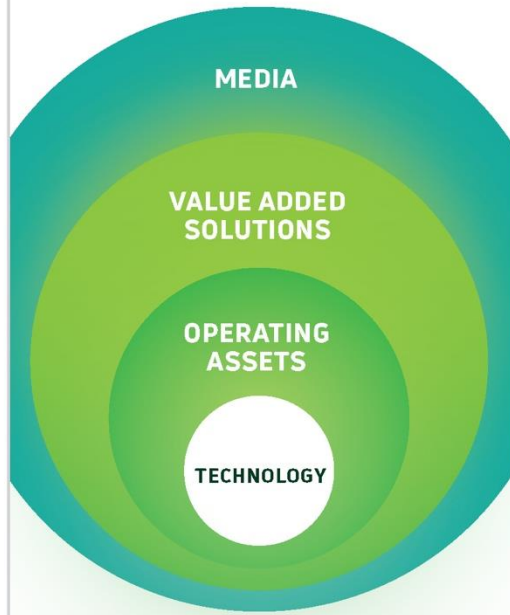 MEDIA
VALUE ADDED
SOLUTIONS
OPERATING
ASSETS
TECHNOLOGY